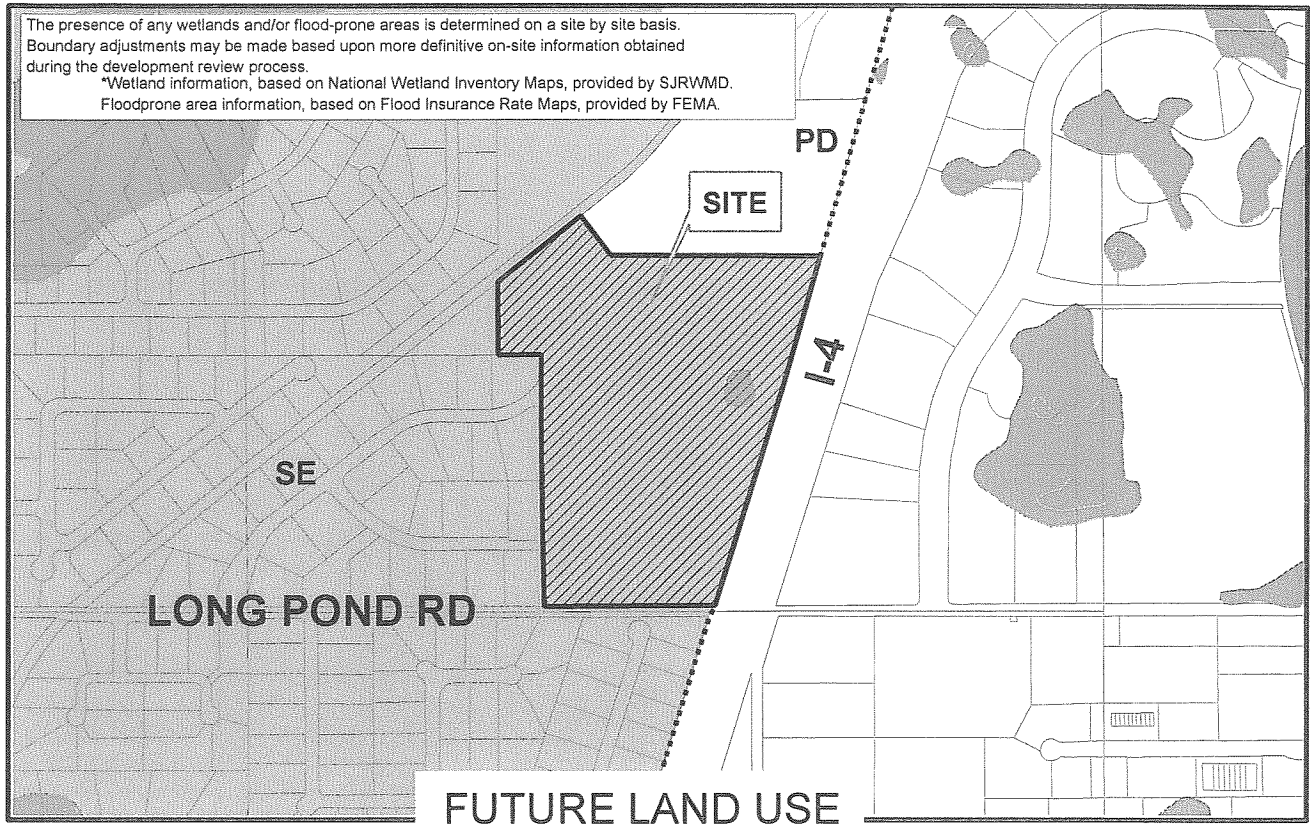 The presence of any wetlands and/or flood-prone areas is determined on a site by site basis.
Boundary adjustments may be made based upon more definitive on-site information obtained
during the development review process.
*Wetland information, based on National Wetland Inventory Maps, provided by SJRWMD.
Floodprone area information, based on Flood Insurance Rate Maps, provided by FEMA.
PD
SITE
I-4
SE
LONG POND RD
FUTURE LAND USE